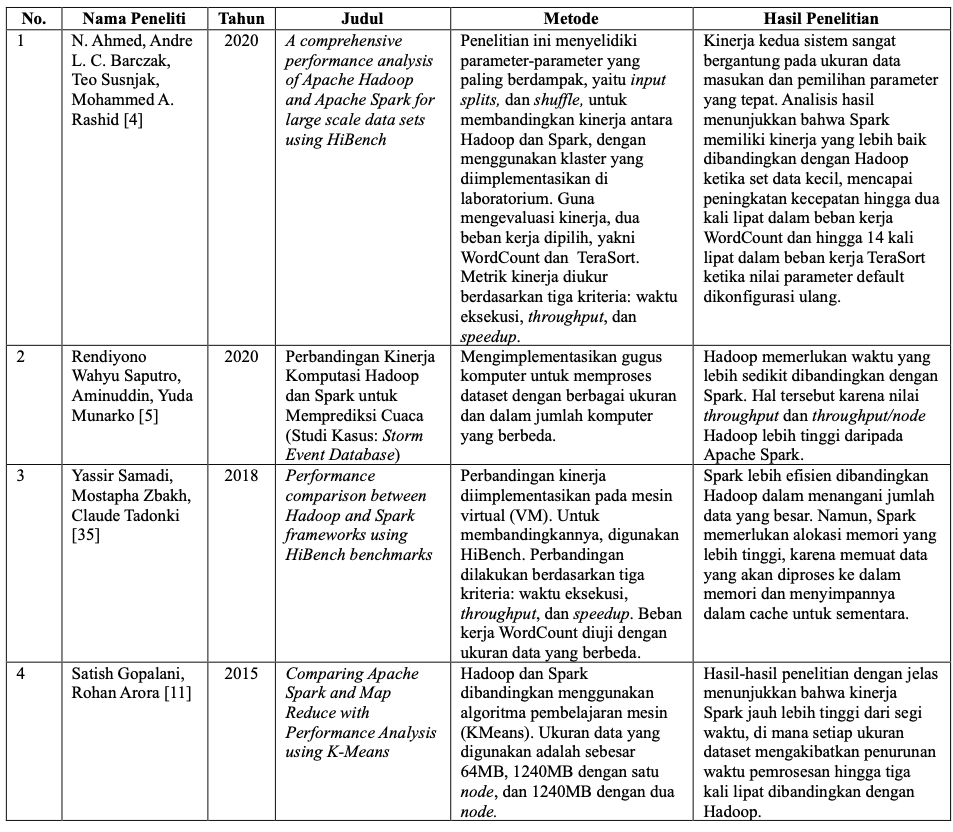 No. Nama Peneliti Tahun Judul Metode Hasil Penelitian
1
N. Ahmed, Andre
L. C. Barczak,
Teo Susnjak,
Mohammed A.
Rashid [4]
2020
A comprehensive
performance analysis
of Apache Hadoop
and Apache Spark for
large scale data sets
using HiBench
Penelitian ini menyelidiki
parameter-parameter yang
paling berdampak, yaitu input
splits, dan shuffle, untuk
membandingkan kinerja antara
Hadoop dan Spark, dengan
menggunakan klaster yang
diimplementasikan di
laboratorium. Guna
mengevaluasi kinerja, dua
beban kerja dipilih, yakni
WordCount dan TeraSort.
Metrik kinerja diukur
berdasarkan tiga kriteria: waktu
eksekusi, throughput, dan
speedup.
Kinerja kedua sistem sangat
bergantung pada ukuran data
masukan dan pemilihan parameter
yang tepat. Analisis hasil
menunjukkan bahwa Spark
memiliki kinerja yang lebih baik
dibandingkan dengan Hadoop
ketika set data kecil, mencapai
peningkatan kecepatan hingga dua
kali lipat dalam beban kerja
WordCount dan hingga 14 kali
lipat dalam beban kerja TeraSort
ketika nilai parameter default
dikonfigurasi ulang.
2
Rendiyono
Wahyu Saputro,
Aminuddin, Yuda
Munarko [5]
2020
Perbandingan Kinerja
Komputasi Hadoop
dan Spark untuk
Memprediksi Cuaca
(Studi Kasus: Storm
Event Database)
Mengimplementasikan gugus
komputer untuk memproses
dataset dengan berbagai ukuran
dan dalam jumlah komputer
yang berbeda.
Hadoop memerlukan waktu yang
lebih sedikit dibandingkan dengan
Spark. Hal tersebut karena nilai
throughput dan throughput/node
Hadoop lebih tinggi daripada
Apache Spark.
3
Yassir Samadi,
Mostapha Zbakh,
Claude Tadonki
[35]
2018
Performance
comparison between
Hadoop and Spark
frameworks using
HiBench benchmarks
Perbandingan kinerja
diimplementasikan pada mesin
virtual (VM). Untuk
membandingkannya, digunakan
HiBench. Perbandingan
dilakukan berdasarkan tiga
kriteria: waktu eksekusi,
throughput, dan speedup. Beban
kerja WordCount diuji dengan
ukuran data yang berbeda.
Spark lebih efisien dibandingkan
Hadoop dalam menangani jumlah
data yang besar. Namun, Spark
memerlukan alokasi memori yang
lebih tinggi, karena memuat data
yang akan diproses ke dalam
memori dan menyimpannya
dalam cache untuk sementara.
4
Satish Gopalani,
Rohan Arora [11]
2015
Comparing Apache
Spark and Map
Reduce with
Performance Analysis
using K-Means
Hadoop dan Spark
dibandingkan menggunakan
algoritma pembelajaran mesin
(KMeans). Ukuran data yang
digunakan adalah sebesar
64MB, 1240MB dengan satu
node, dan 1240MB dengan dua
node.
Hasil-hasil penelitian dengan jelas
menunjukkan bahwa kinerja
Spark jauh lebih tinggi dari segi
waktu, di mana setiap ukuran
dataset mengakibatkan penurunan
waktu pemrosesan hingga tiga
kali lipat dibandingkan dengan
Hadoop.